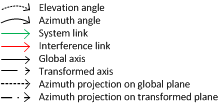 Elevation angle
Azimuth angle
System link
Interference link
Global axis
Transformed axis
Azimuth projection on global plane
Azimuth projection on transformed plane